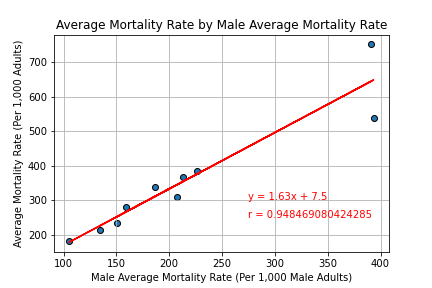 Average Mortality Rate by Male Average Mortality Rate
Average Mortality Rate (Per 1,000 Adults)
700
600
500
400
300
200
y = 1.63x + 7.5
r = 0.948469080424285
100
150
200
250
300
350
400
Male Average Mortality Rate (Per 1,000 Male Adults)